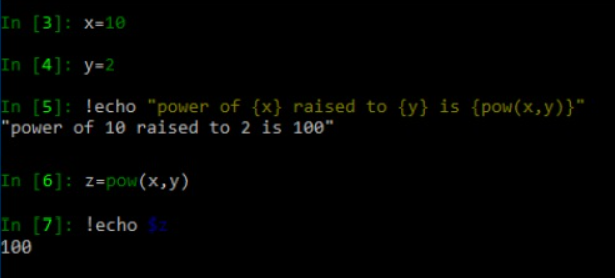 In [3]: x=10
In [4]: y=2
In [5]: !echo "power of {x} raised to {y} is {pow(x,y)}"
"power of 10 raised to 2 is 100"
In [6]: z=pow(x,y)
In [7]: !echo $z
100